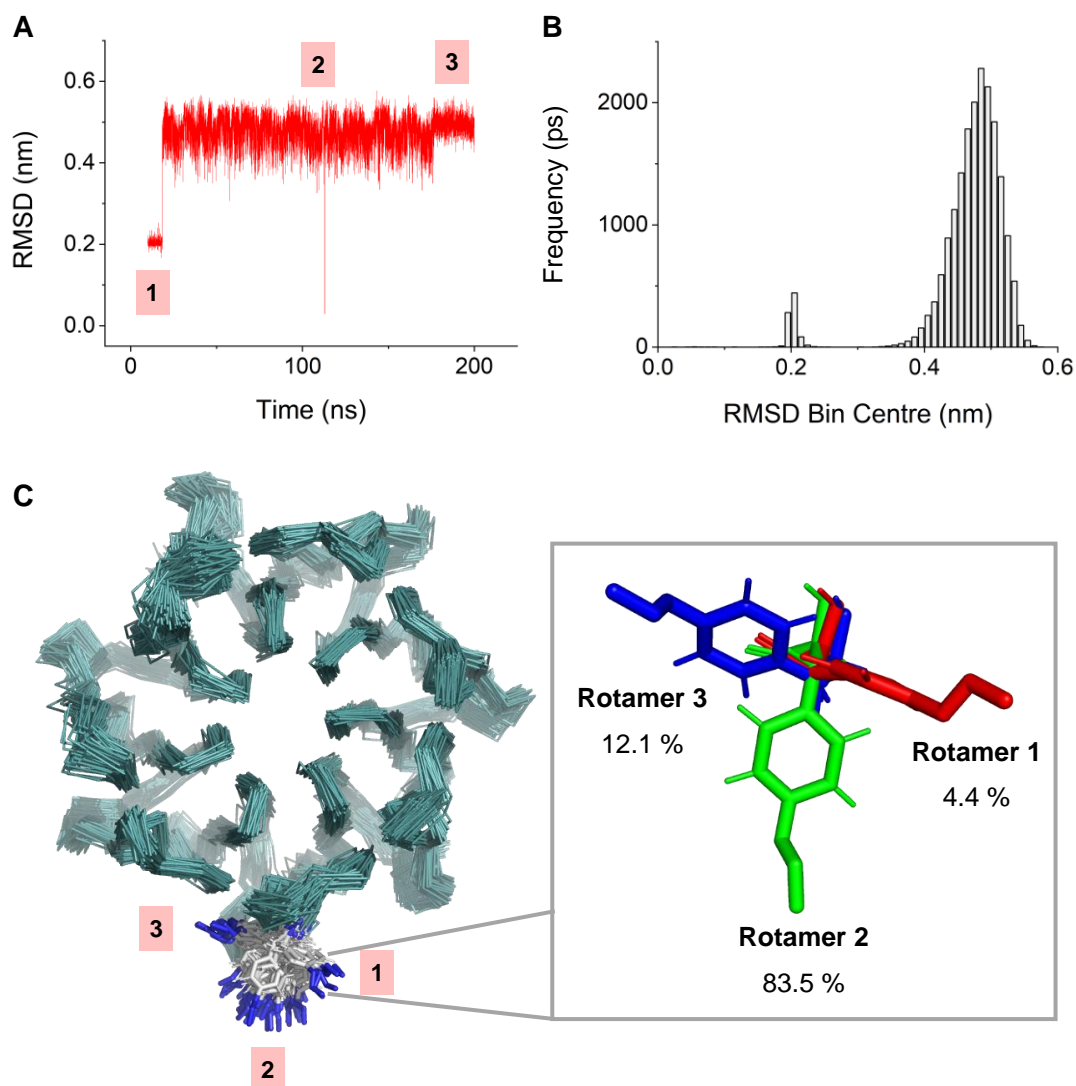 A
0.6
0.4
0.2
0.0
RMSD (nm)
0
100
200
Time (ns)
1
2
3
B
2000
1000
0
Frequency (ps)
0.0
0.2
0.4
0.6
RMSD Bin Centre (nm)
C
3
1
2
Rotamer 3
12.1 %
Rotamer 1
4.4 %
Rotamer 2
83.5 %